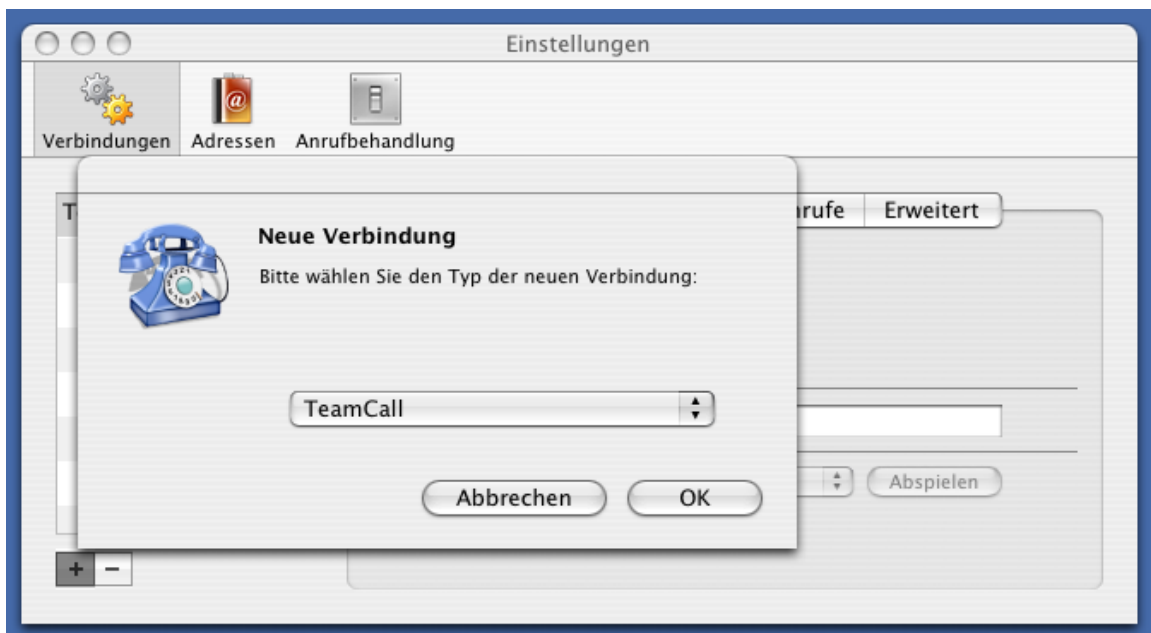 Einstellungen
Verbindungen Adressen Anrufbehandlung
Erweitert
Neue Verbindung
Bitte wählen Sie den Typ der neuen Verbindung:
TeamCall
Abspielen
Abbrechen OK
+ −